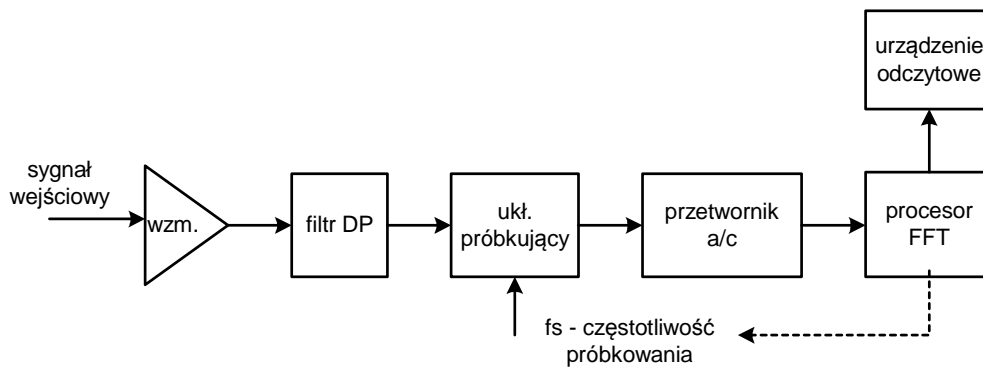 urządzenie
odczytowe
sygnał
wejściowy
wzm.
filtr DP
ukł.
próbkujący
przetwornik
a/c
procesor
FFT
fs - częstotliwość
próbkowania